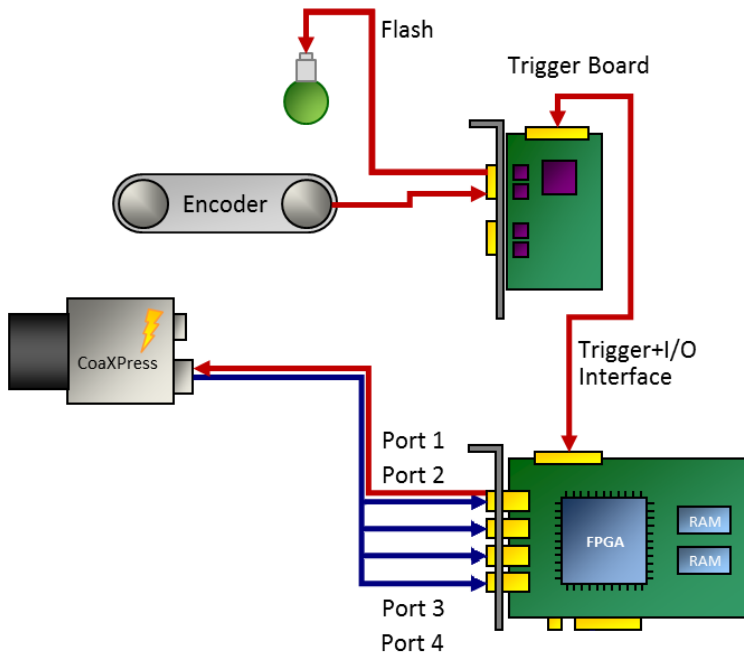 Flash
Trigger Board
Encoder
CoaXPress
Trigger+I/O
Interface
Port 1
Port 2
FPGA
RAM
RAM
Port 3
Port 4